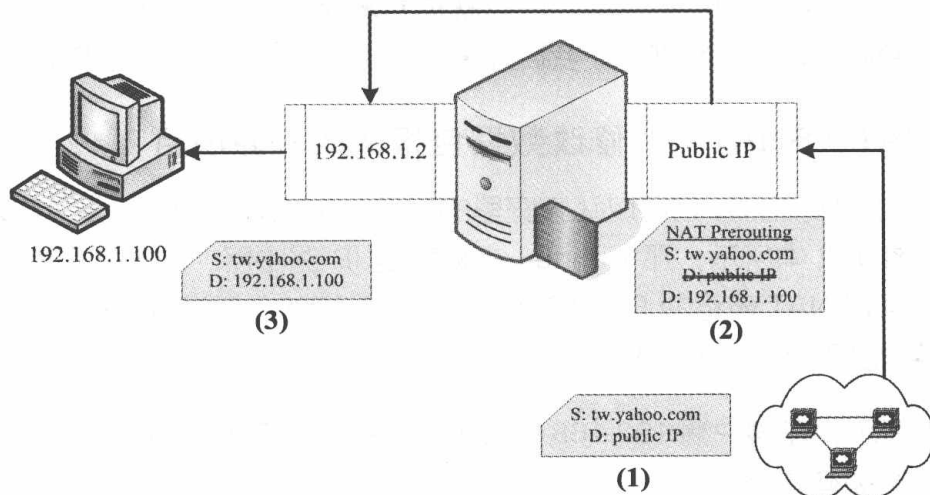 192.168.1.2
Public IP
192.168.1.100
S: tw.yahoo.com
D: 192.168.1.100
(3)
NAT Prerouting
S: tw.yahoo.com
D: public IP
D: 192.168.1.100
(2)
S: tw.yahoo.com
D: public IP
(1)